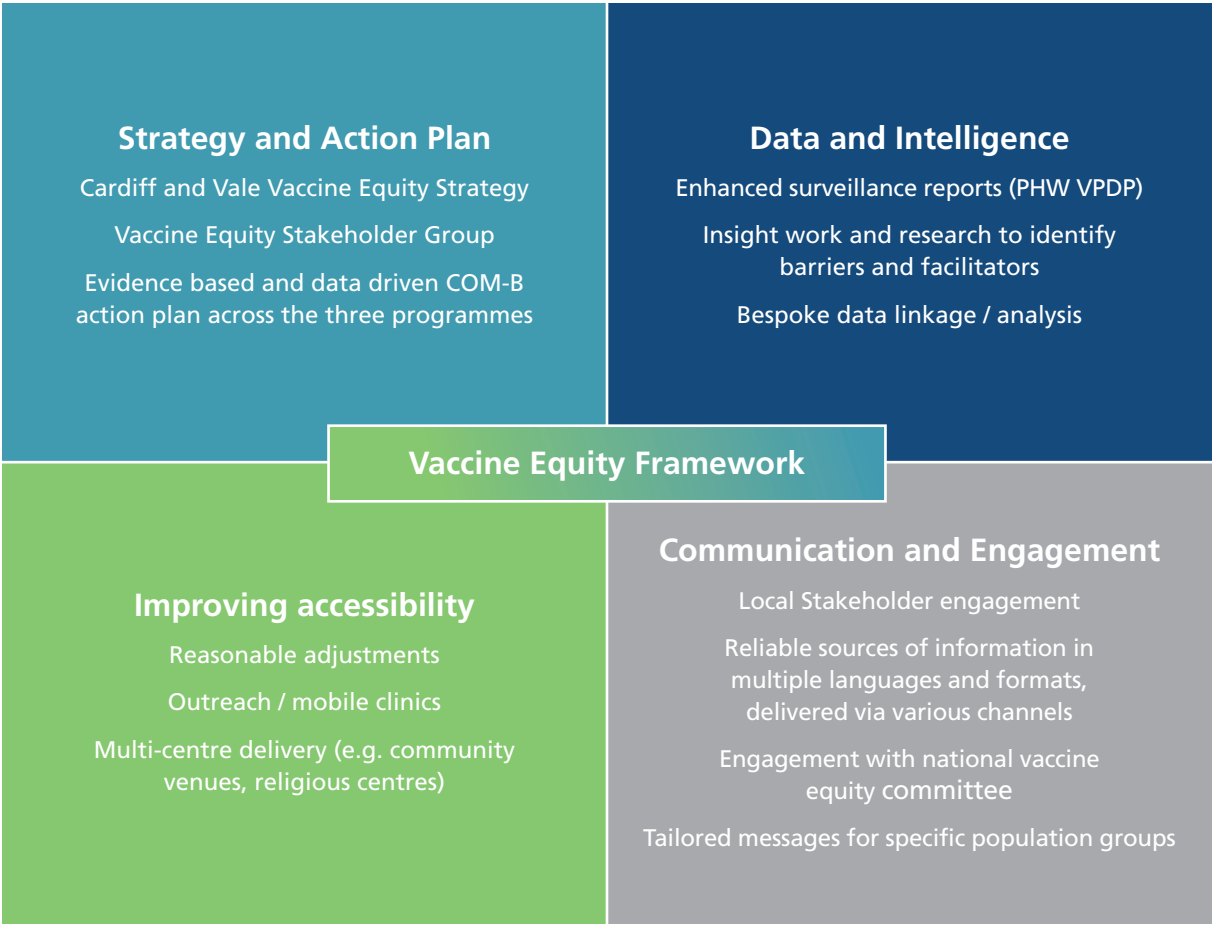 Strategy and Action Plan
Cardiff and Vale Vaccine Equity Strategy
Vaccine Equity Stakeholder Group
Evidence based and data driven COM-B
action plan across the three programmes
Data and Intelligence
Enhanced surveillance reports (PHW VPDP)
Insight work and research to identify
barriers and facilitators
Bespoke data linkage / analysis
Vaccine Equity Framework
Improving accessibility
Reasonable adjustments
Outreach / mobile clinics
Multi-centre delivery (e.g. community
venues, religious centres)
Communication and Engagement
Local Stakeholder engagement
Reliable sources of information in
multiple languages and formats,
delivered via various channels
Engagement with national vaccine
equity committee
Tailored messages for specific population groups